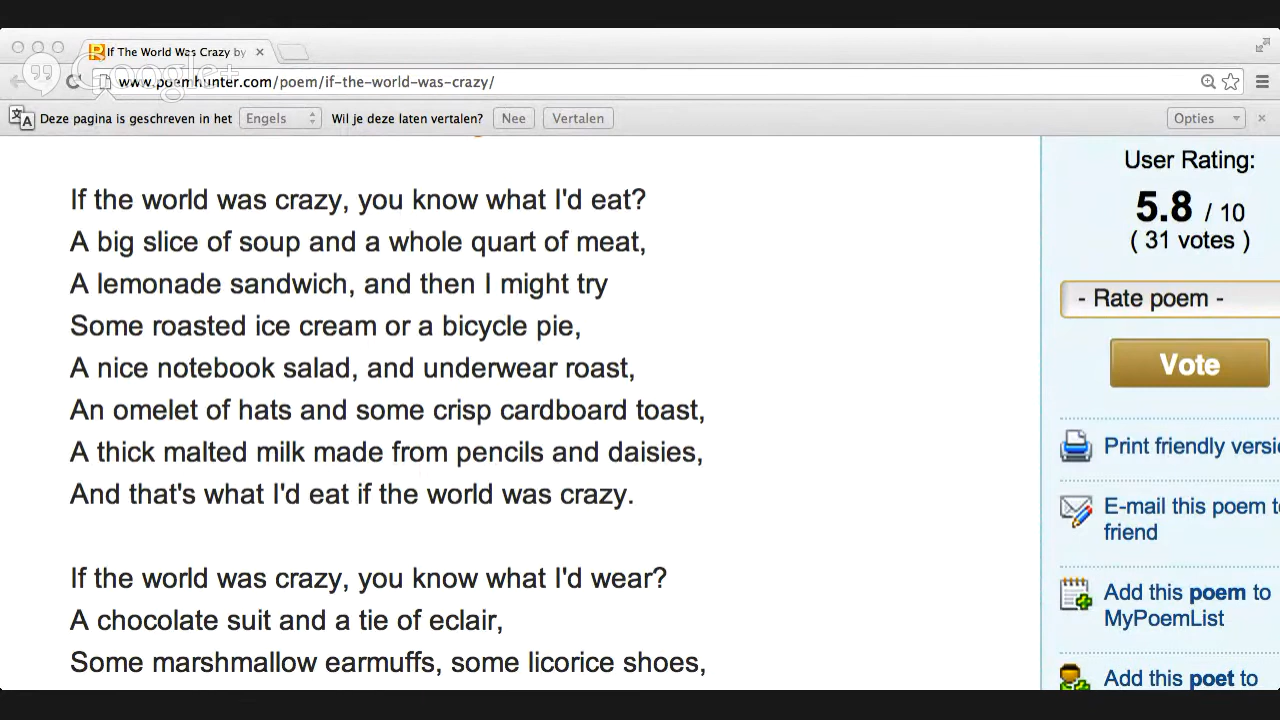 If The World Was Crazy by
Google+
www.poemhunter.com/poem/if-the-world-was-crazy/
Deze pagina is geschreven in het Engels Wil je deze laten vertalen? Nee Vertalen Opties
If the world was crazy, you know what I'd eat?
A big slice of soup and a whole quart of meat,
A lemonade sandwich, and then I might try
Some roasted ice cream or a bicycle pie,
A nice notebook salad, and underwear roast,
An omelet of hats and some crisp cardboard toast,
A thick malted milk made from pencils and daisies,
And that's what I'd eat if the world was crazy.
If the world was crazy, you know what I'd wear?
A chocolate suit and a tie of eclair,
Some marshmallow earmuffs, some licorice shoes,
User Rating:
5.8 / 10
( 31 votes )
- Rate poem -
Vote
Print friendly versi
E-mail this poem t
friend
Add this poem to
MyPoemList
Add this poet to